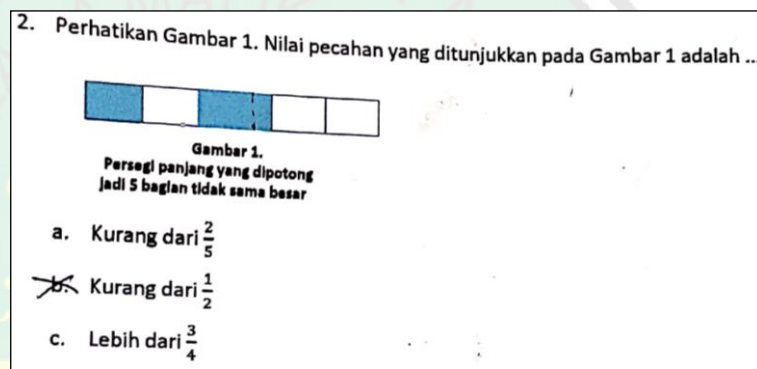 2. Perhatikan Gambar 1. Nilai pecahan yang ditunjukkan pada Gambar 1 adalah ..
Gambar 1.
Persegi panjang yang dipotong
jadi 5 bagian tidak sama besar
a. Kurang dari 2/5
b. Kurang dari 1/2
c. Lebih dari 3/4